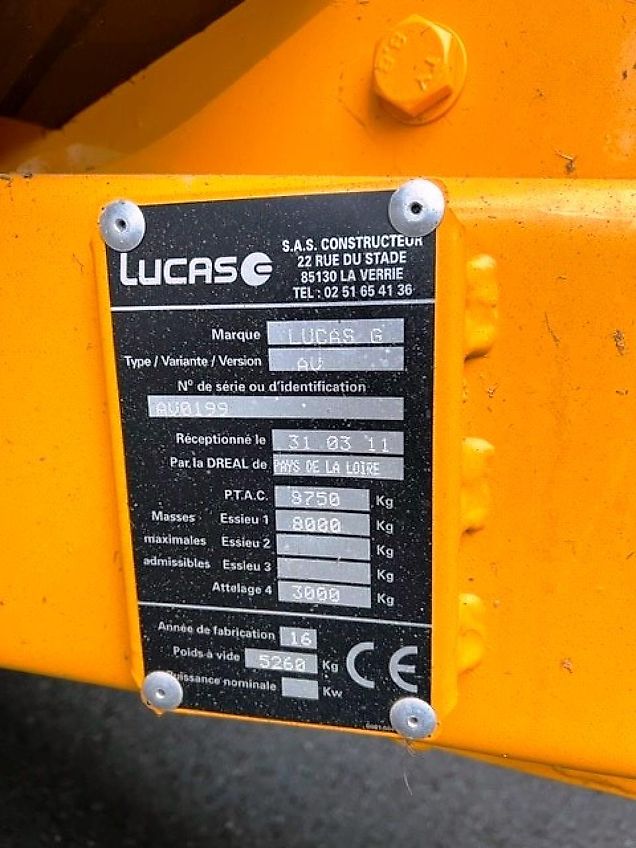 8.8
LUCAS G
S.A.S. CONSTRUCTEUR
22 RUE DU STADE
85130 LA VERRIE
TEL : 02 51 65 41 36
Marque LUCAS G
Type / Variante / Version AV
N° de série ou d'identification
AV0199
Réceptionné le 31 03 11
Par la DREAL de PAYS DE LA LOIRE
P.T.A.C. 8750 Kg
Masses Essieu 1 8000 Kg
maximales Essieu 2 Kg
admissibles Essieu 3 Kg
Attelage 4 3000 Kg
Année de fabrication 16
Poids à vide 5260 Kg
Puissance nominale Kw
CE